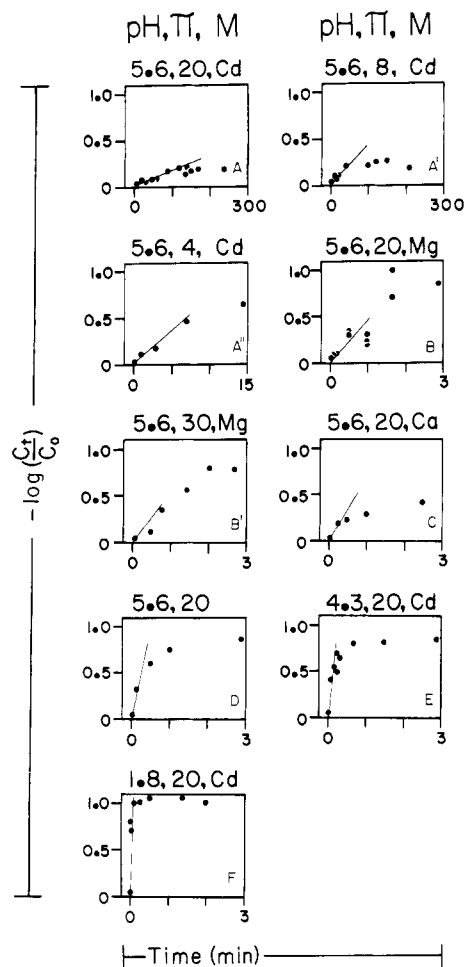 pH, π, M pH, π, M
5.6, 20, Cd 5.6, 8, Cd
1.0 1.0
0.5 0.5
0 A 0 A'
0 300 0 300
5.6, 4, Cd 5.6, 20, Mg
1.0 1.0
0.5 0.5
0 A" 0 B
0 15 0 3
5.6, 30, Mg 5.6, 20, Ca
1.0 1.0
0.5 0.5
0 B' 0 C
0 3 0 3
5.6, 20 4.3, 20, Cd
1.0 1.0
0.5 0.5
0 D 0 E
0 3 0 3
1.8, 20, Cd
1.0
0.5
0 F
0 3
-log(Ct/Co)
Time (min)